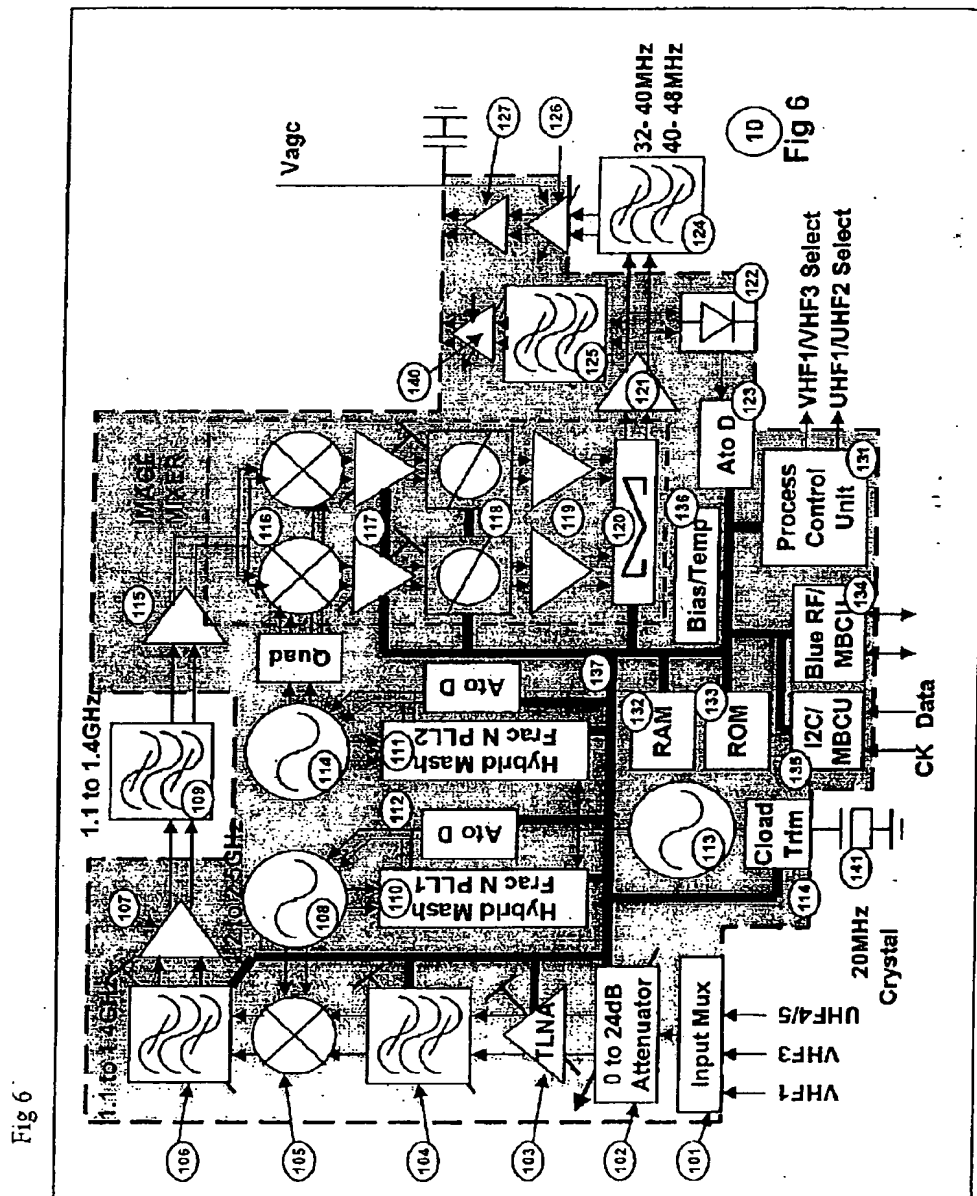 Fig 6
1.1 to 1.4GHz
106
107
105
104
103
TLNA
102
0 to 24dB
Attenuator
101
Input Mux
VHF1
VHF3
UHF4/5
108
110
Hybrid Mash
Frac N PLL1
112
A to D
1.1 to 1.4GHz
109
114
111
Hybrid Mash
Frac N PLL2
A to D
137
Quad
115
IMAGE
MIXER
116
117
118
119
120
121
136
Bias/Temp
132
RAM
133
ROM
113
Cload
Trim
114
141
20MHz
Crystal
135
I2C/
MBCU
CK
Data
134
Blue RF/
MBCU
131
Process
Control
Unit
VHF1/VHF3 Select
UHF1/UHF2 Select
123
A to D
122
124
32- 40MHz
40- 48MHz
125
140
126
127
Vagc
10
Fig 6